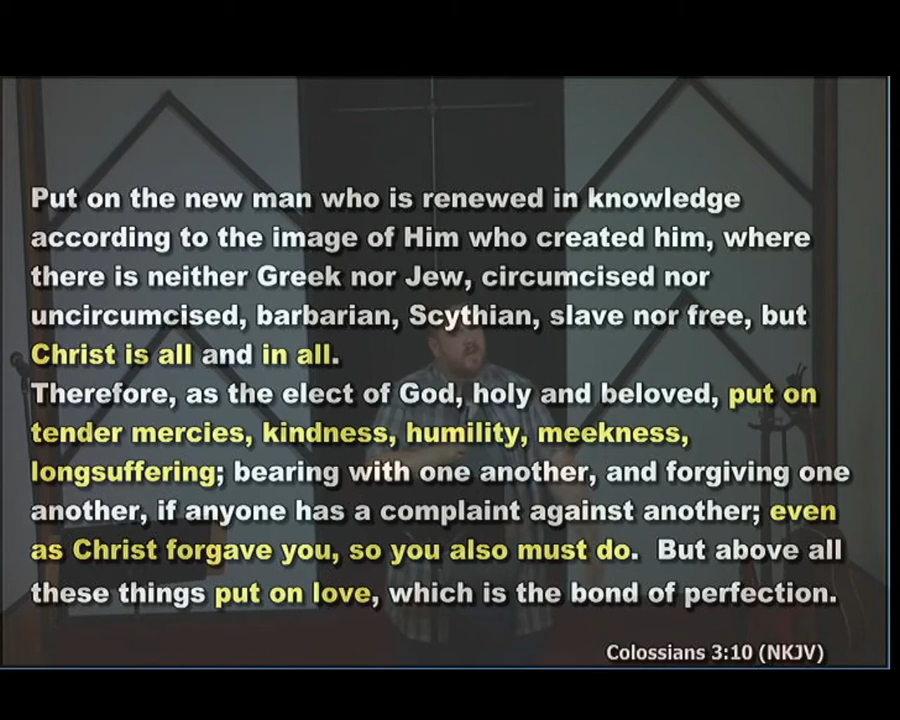 Put on the new man who is renewed in knowledge
according to the image of Him who created him, where
there is neither Greek nor Jew, circumcised nor
uncircumcised, barbarian, Scythian, slave nor free, but
Christ is all and in all.
Therefore, as the elect of God, holy and beloved, put on
tender mercies, kindness, humility, meekness,
longsuffering; bearing with one another, and forgiving one
another, if anyone has a complaint against another; even
as Christ forgave you, so you also must do.  But above all
these things put on love, which is the bond of perfection.
Colossians 3:10 (NKJV)